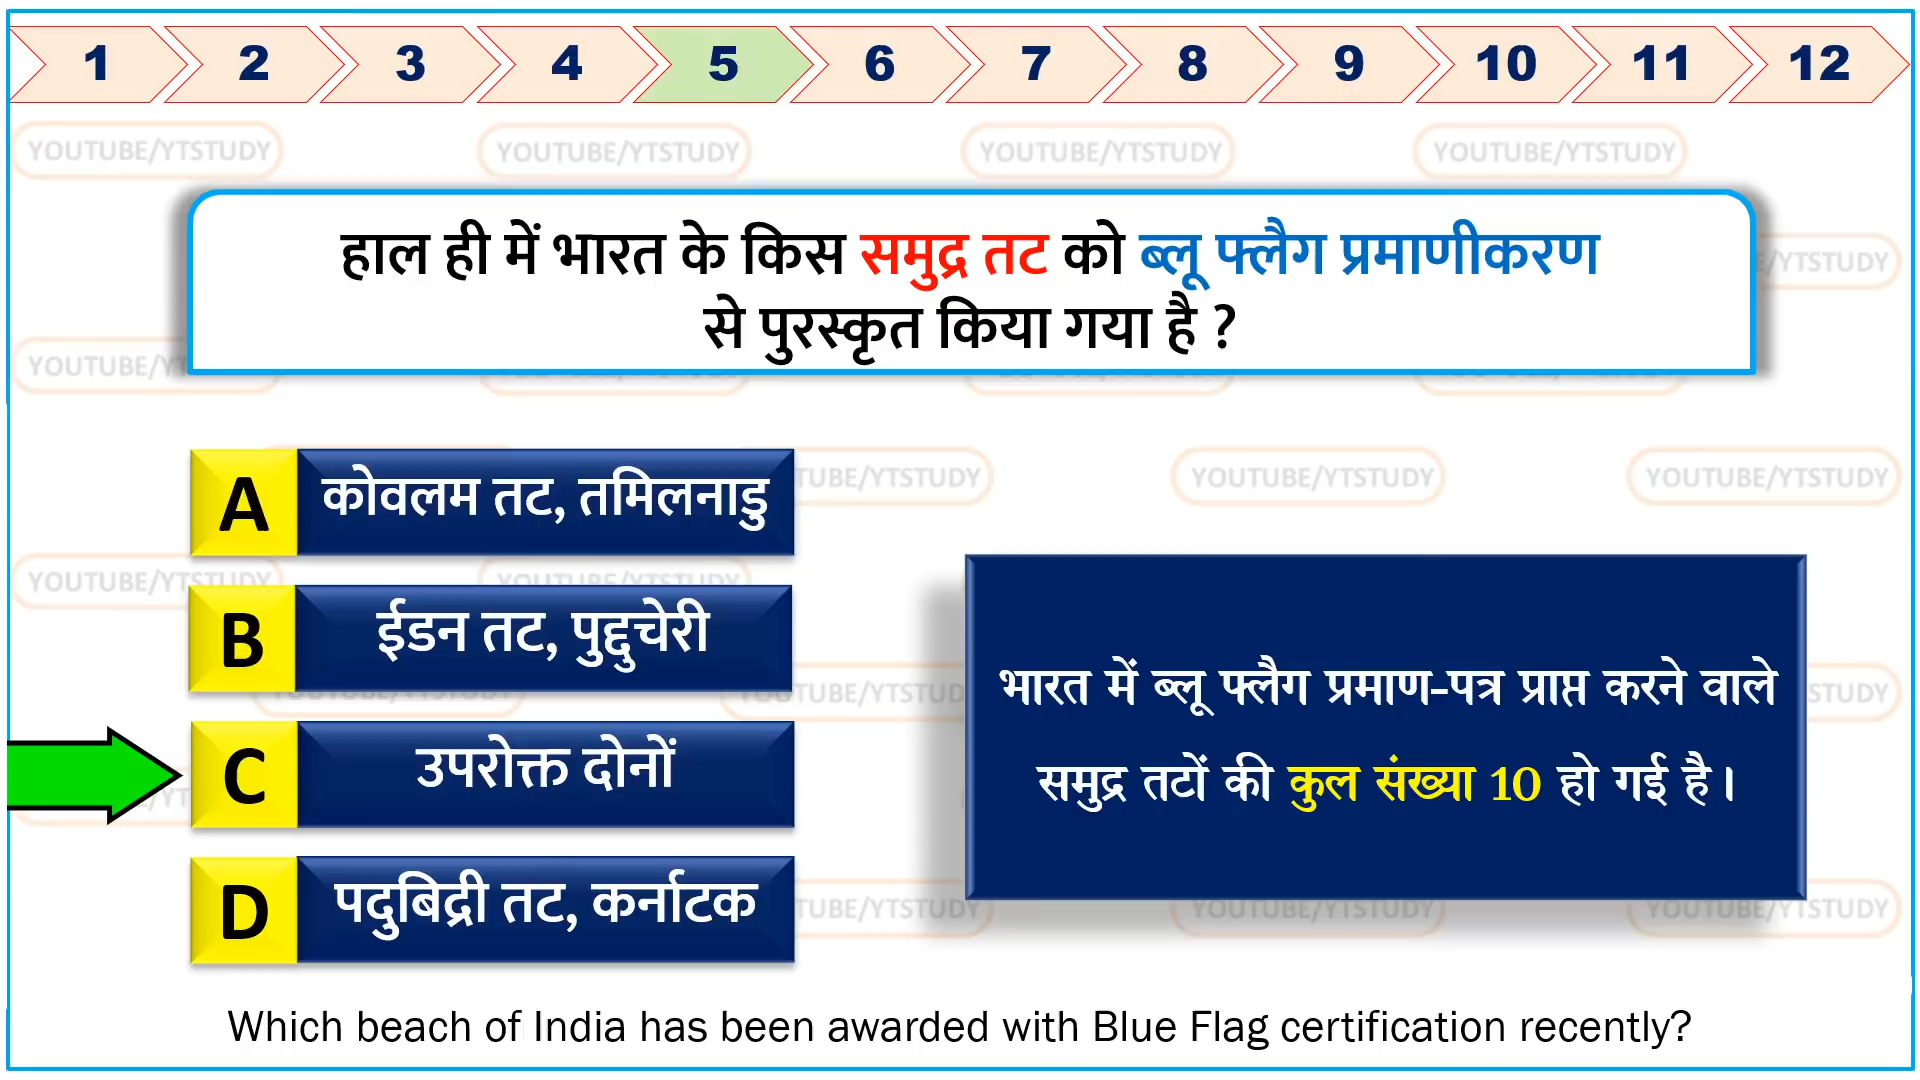 1 2 3 4 5 6 7 8 9 10 11 12
YOUTUBE/YTSTUDY YOUTUBE/YTSTUDY YOUTUBE/YTSTUDY YOUTUBE/YTSTUDY
हाल ही में भारत के किस समुद्र तट को ब्लू फ्लैग प्रमाणीकरण
से पुरस्कृत किया गया है ?
A कोवलम तट, तमिलनाडु
B ईडन तट, पुद्दुचेरी
C उपरोक्त दोनों
D पदुबिद्री तट, कर्नाटक
YOUTUBE/YTSTUDY YOUTUBE/YTSTUDY
भारत में ब्लू फ्लैग प्रमाण-पत्र प्राप्त करने वाले
समुद्र तटों की कुल संख्या 10 हो गई है।
Which beach of India has been awarded with Blue Flag certification recently?